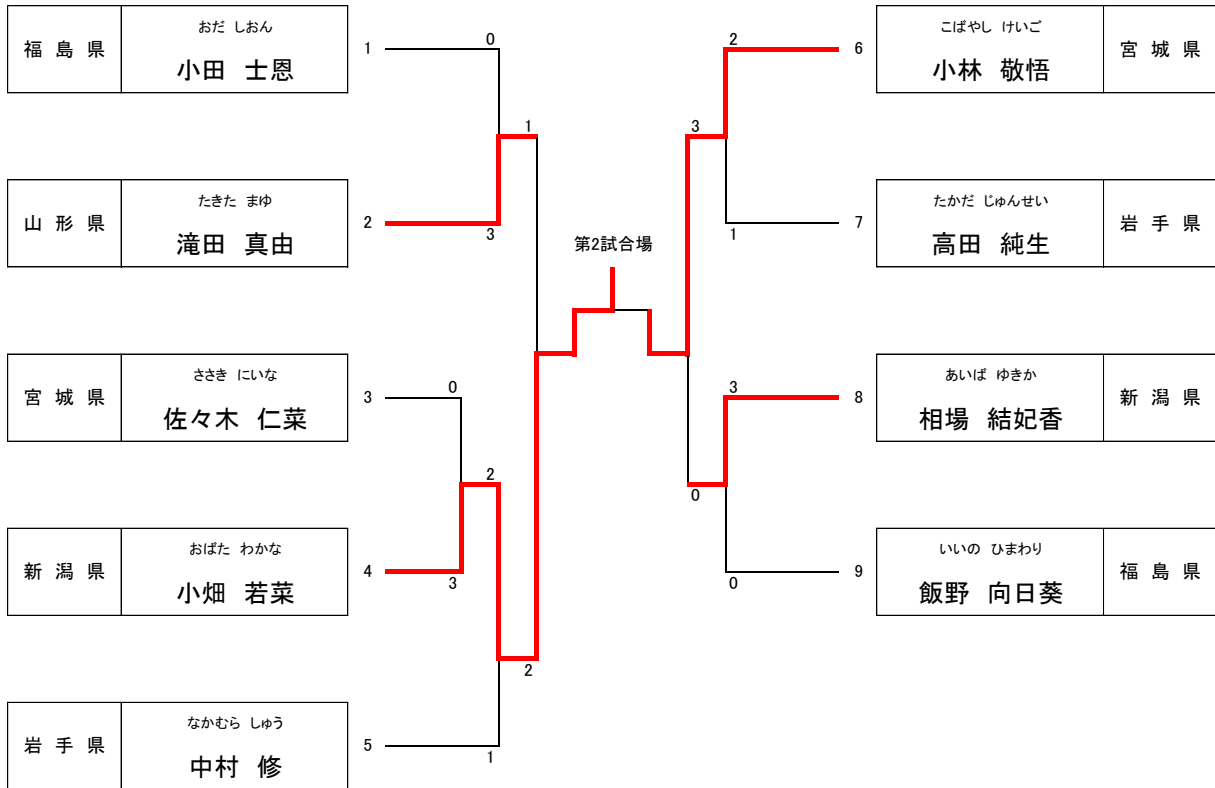 福島県
おだ しおん
小田 士恩
1
0
1
山形県
たきた まゆ
滝田 真由
2
3
宮城県
ささき にいな
佐々木 仁菜
3
0
2
新潟県
おばた わかな
小畑 若菜
4
3
2
岩手県
なかむら しゅう
中村 修
5
1
第2試合場
2
6
こばやし けいご
小林 敬悟
宮城県
3
1
7
たかだ じゅんせい
高田 純生
岩手県
3
8
あいば ゆきか
相場 結妃香
新潟県
0
0
9
いいの ひまわり
飯野 向日葵
福島県